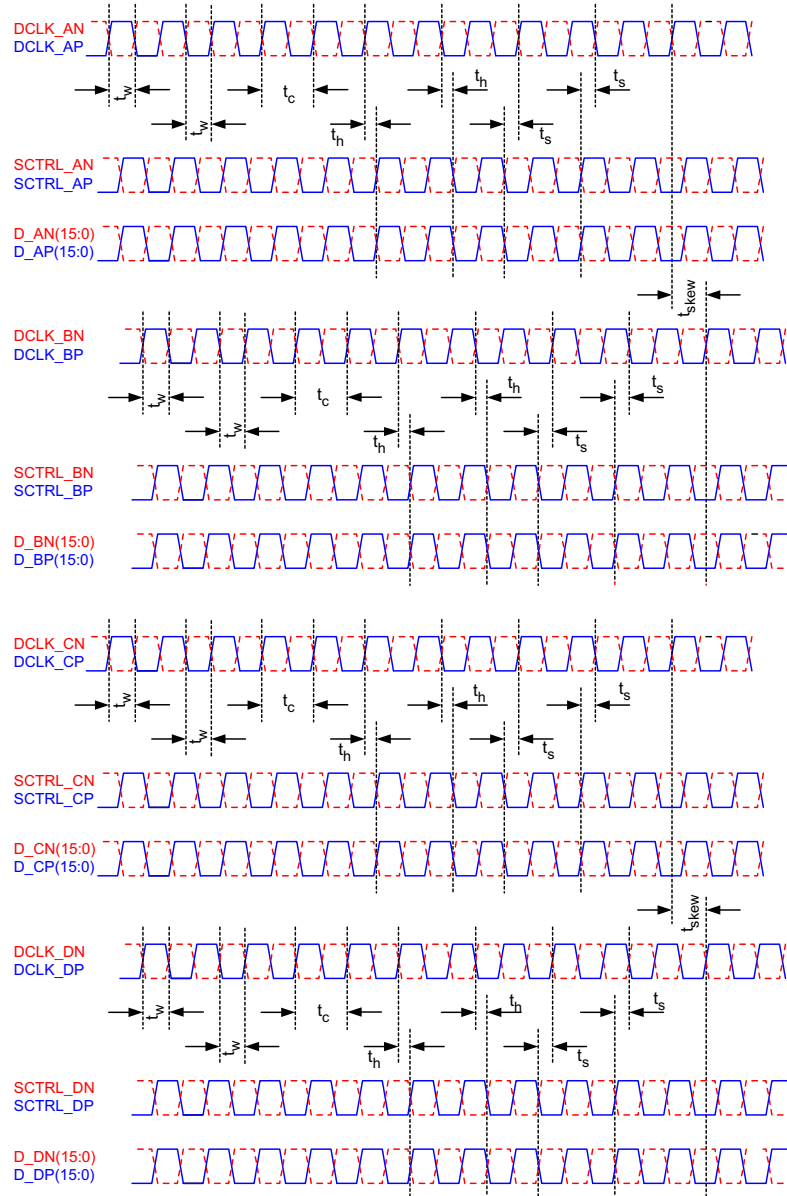 DCLK_AN
DCLK_AP
tw
tw
tc
th
th
ts
ts
SCTRL_AN
SCTRL_AP
D_AN(15:0)
D_AP(15:0)
tskew
DCLK_BN
DCLK_BP
tw
tw
tc
th
th
ts
ts
SCTRL_BN
SCTRL_BP
D_BN(15:0)
D_BP(15:0)
DCLK_CN
DCLK_CP
tw
tw
tc
th
th
ts
ts
SCTRL_CN
SCTRL_CP
D_CN(15:0)
D_CP(15:0)
tskew
DCLK_DN
DCLK_DP
tw
tw
tc
th
th
ts
ts
SCTRL_DN
SCTRL_DP
D_DN(15:0)
D_DP(15:0)